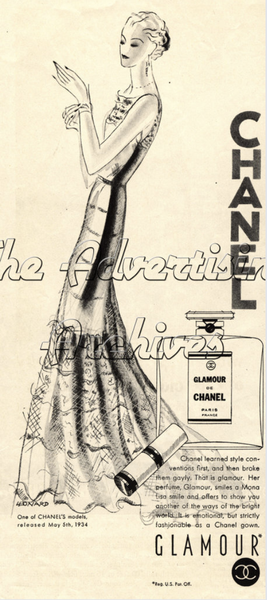 CHANEL
The Advertising
Archives
GLAMOUR
DE
CHANEL
PARIS
FRANCE
LEONARD
One of CHANEL'S models,
released May 5th, 1934
Chanel learned style con-
ventions first, and then broke
them gayly. That is glamour. Her
perfume, Glamour, smiles a Mona
Lisa smile and offers to show you
another of the ways of the bright
world. It is emotional, but strictly
fashionable as a Chanel gown.
GLAMOUR*
*Reg. U.S. Pat. Off.